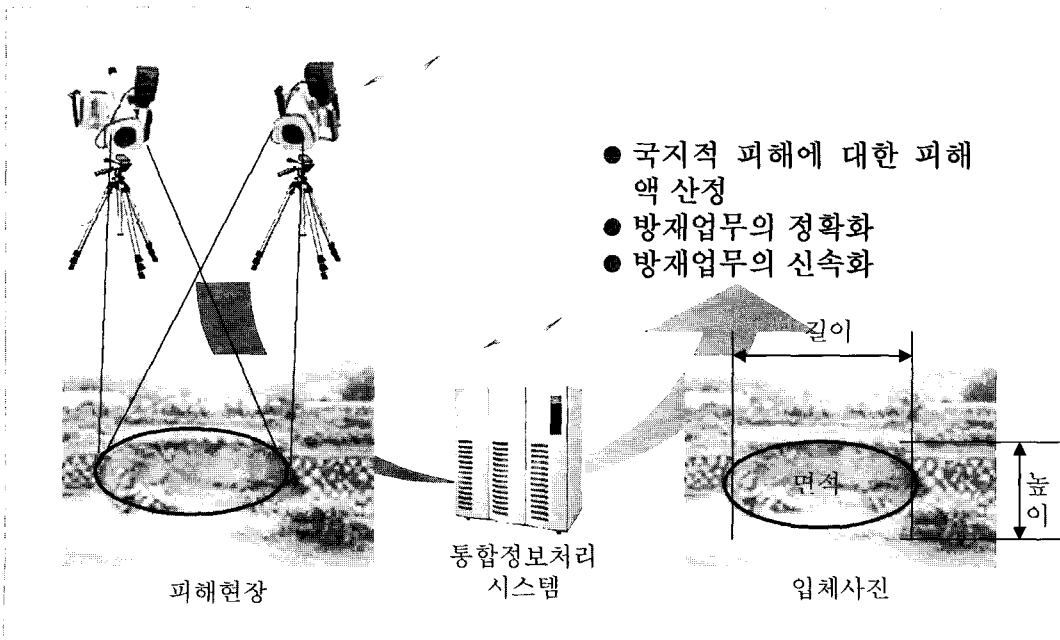 ● 국지적 피해에 대한 피해
액 산정
● 방재업무의 정확화
● 방재업무의 신속화
길이
면적
높
이
통합정보처리
시스템
피해현장
입체사진